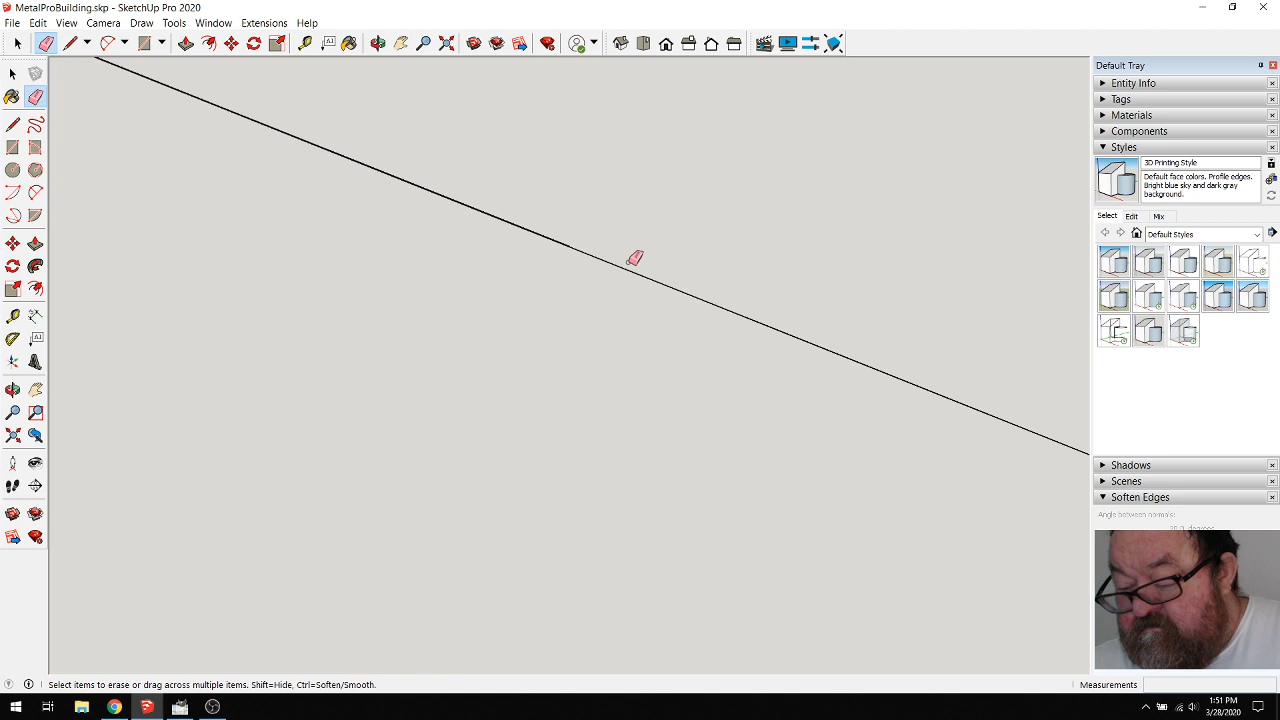 MetalProBuilding.skp - SketchUp Pro 2020
File Edit View Camera Draw Tools Window Extensions Help
Default Tray
Entity Info
Tags
Materials
Components
Styles
3D Printing Style
Default face colors. Profile edges.
Bright blue sky and dark gray
background.
Select Edit Mix
Default Styles
Shadows
Scenes
Soften Edges
Angle between normals:
Select items to erase or drag across multiple items. Shift=Hide, Ctrl=Soften/Smooth.
Measurements
1:51 PM
3/28/2020